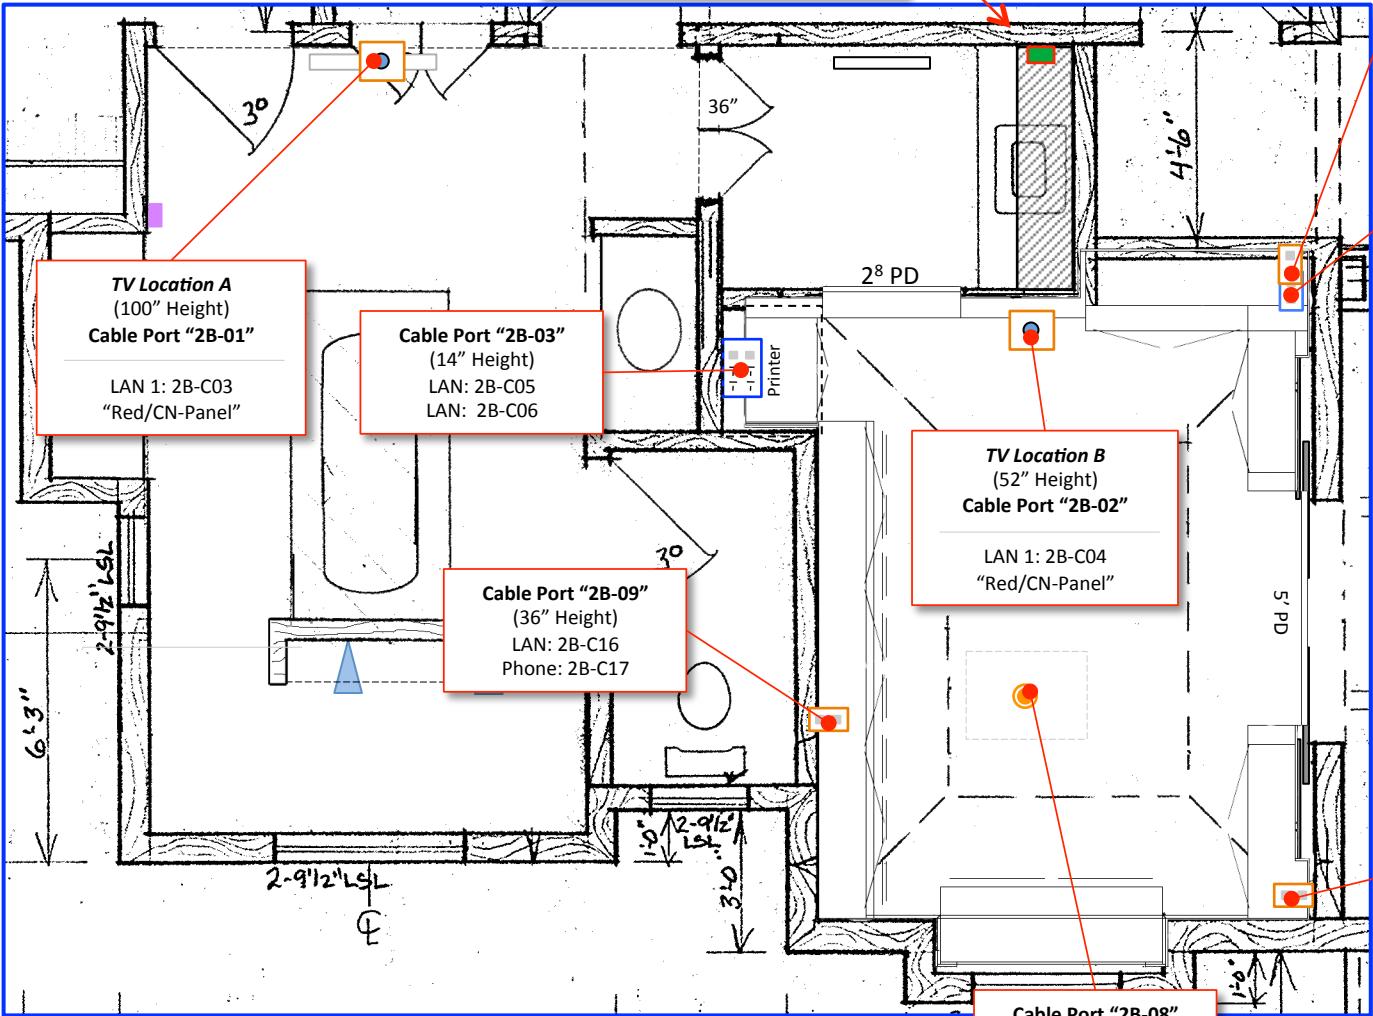 3⁰
36”
4'-6"
TV Location A
(100” Height)
Cable Port “2B-01”
LAN 1: 2B-C03
“Red/CN-Panel”
2⁸ PD
Cable Port “2B-03”
(14” Height)
LAN: 2B-C05
LAN: 2B-C06
Printer
TV Location B
(52” Height)
Cable Port “2B-02”
LAN 1: 2B-C04
“Red/CN-Panel”
2-9½" LSL
3⁰
Cable Port “2B-09”
(36” Height)
LAN: 2B-C16
Phone: 2B-C17
5’ PD
6'-3"
1'-0"
2-9½"
LSL
3'-0"
2-9½" LSL
℄
1'-0"
Cable Port “2B-08”